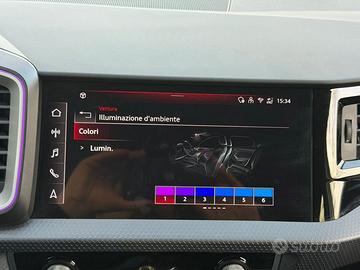 15:34
Vettura
Illuminazione d'ambiente
Colori
> Lumin.
1 2 3 4 5 6
subito